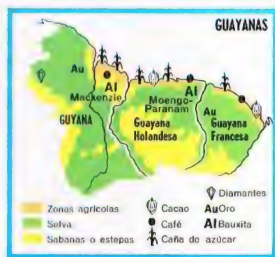 GUAYANAS
Au
Al
Mackenzie
Al
Moengo-
Paranam
Au
GUYANA
Guayana
Holandesa
Guayana
Francesa
Diamantes
Zonas agrícolas
Cacao
Au Oro
Selva
Café
Al Bauxita
Sabanas o estepas
Caña de azúcar